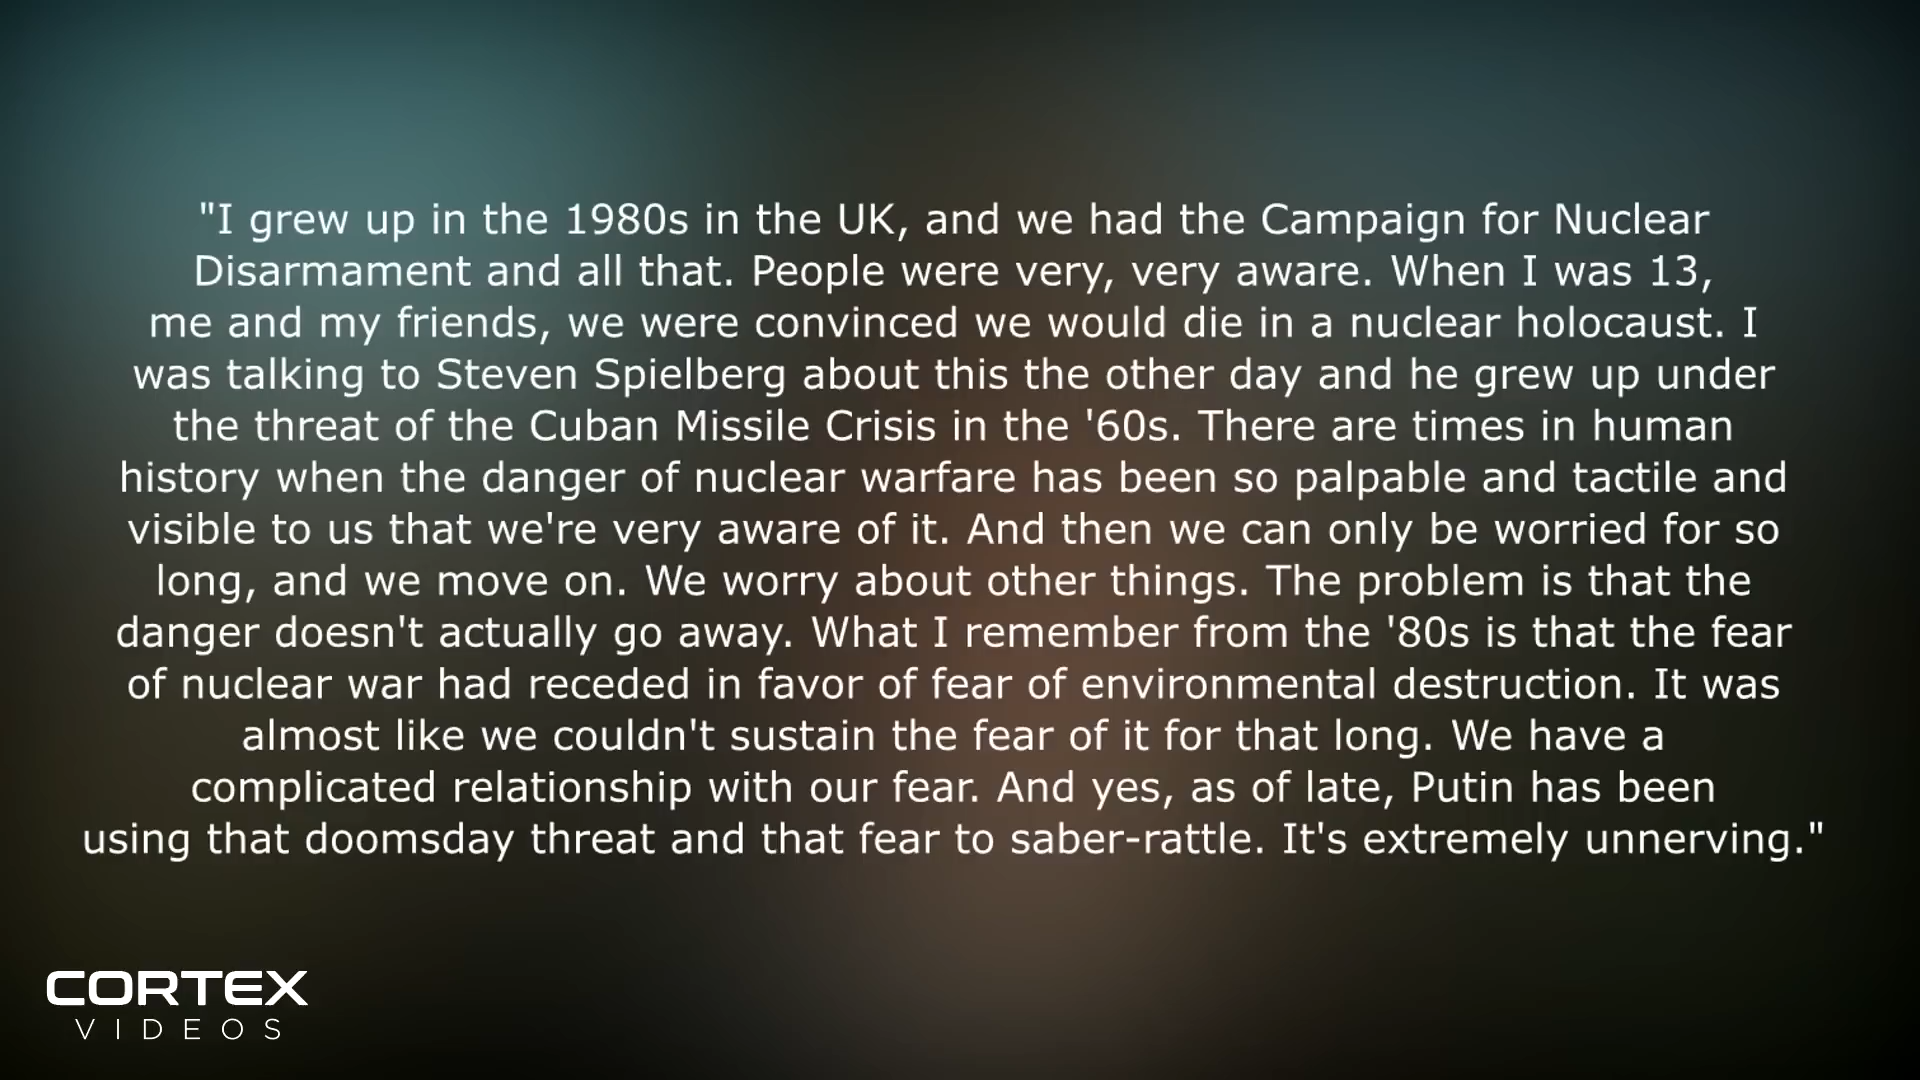 "I grew up in the 1980s in the UK, and we had the Campaign for Nuclear
Disarmament and all that. People were very, very aware. When I was 13,
me and my friends, we were convinced we would die in a nuclear holocaust. I
was talking to Steven Spielberg about this the other day and he grew up under
the threat of the Cuban Missile Crisis in the '60s. There are times in human
history when the danger of nuclear warfare has been so palpable and tactile and
visible to us that we're very aware of it. And then we can only be worried for so
long, and we move on. We worry about other things. The problem is that the
danger doesn't actually go away. What I remember from the '80s is that the fear
of nuclear war had receded in favor of fear of environmental destruction. It was
almost like we couldn't sustain the fear of it for that long. We have a
complicated relationship with our fear. And yes, as of late, Putin has been
using that doomsday threat and that fear to saber-rattle. It's extremely unnerving."
CORTEX
VIDEOS